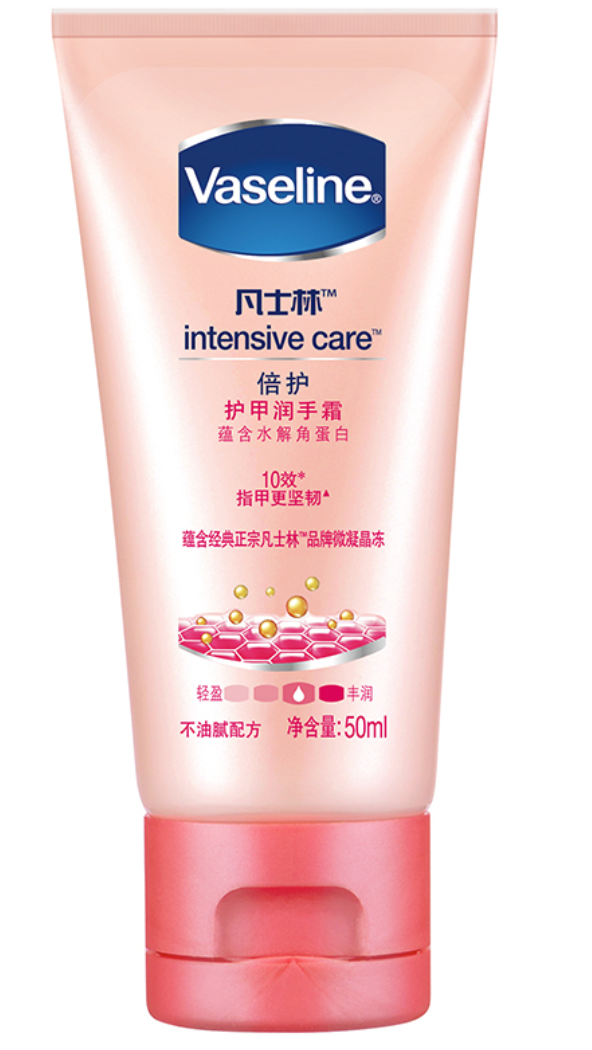 Vaseline®
凡士林™
intensive care™
倍护
护甲润手霜
蕴含水解角蛋白
10效*
指甲更坚韧▲
蕴含经典正宗凡士林™品牌微凝晶冻
轻盈 丰润
不油腻配方 净含量:50ml